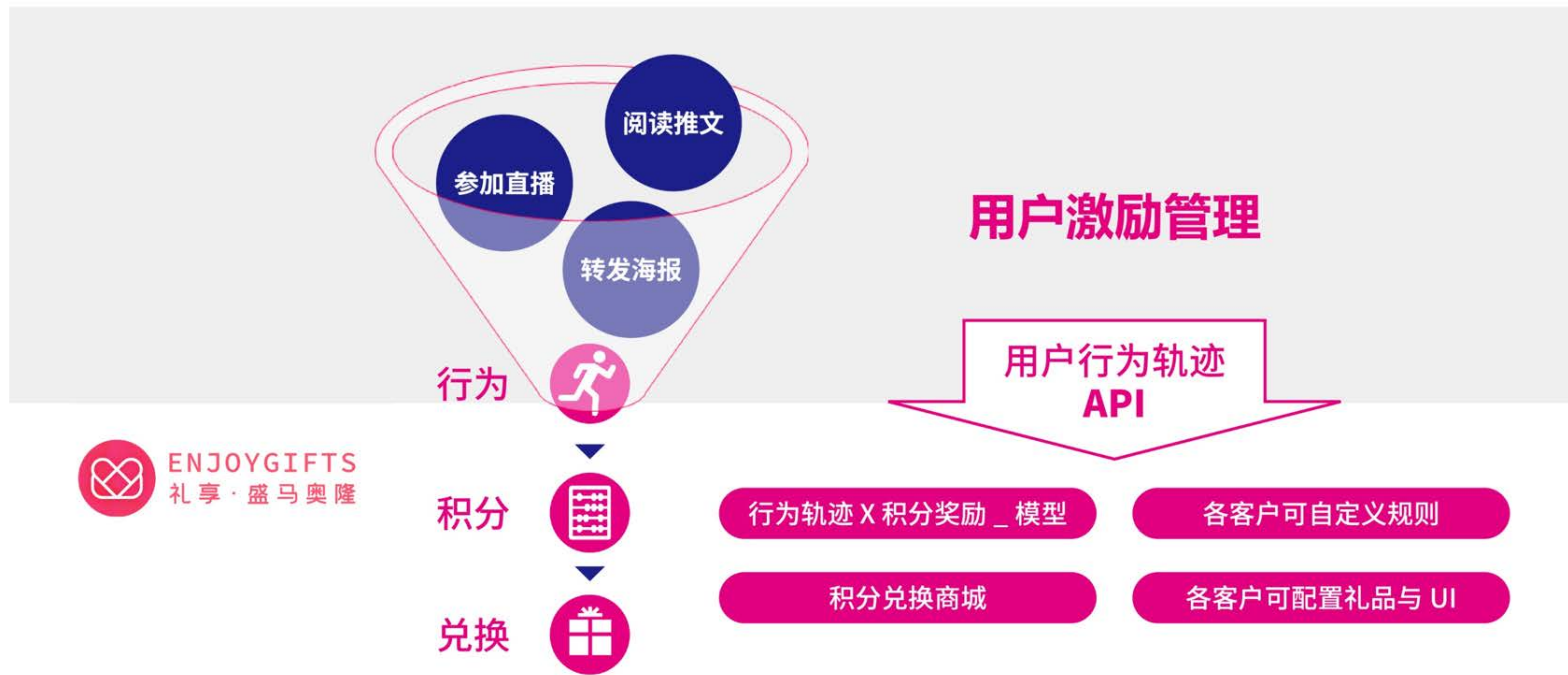 阅读推文
参加直播
转发海报
用户激励管理
用户行为轨迹
API
行为
ENJOYGIFTS
礼享·盛马奥隆
积分
行为轨迹 X 积分奖励 _ 模型
各客户可自定义规则
积分兑换商城
各客户可配置礼品与 UI
兑换